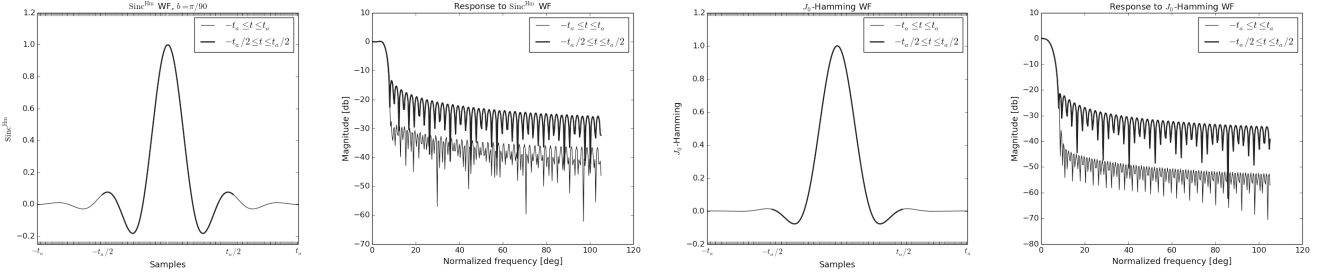 Sinc^Hn WF, b = π/90
−t_a ≤ t ≤ t_a
−t_a/2 ≤ t ≤ t_a/2
1.2
1.0
0.8
0.6
0.4
0.2
0.0
−0.2
Sinc^Hn
−t_a
−t_a/2
t_a/2
t_a
Samples
Response to Sinc^Hn WF
−t_a ≤ t ≤ t_a
−t_a/2 ≤ t ≤ t_a/2
10
0
−10
−20
−30
−40
−50
−60
−70
Magnitude [db]
0 20 40 60 80 100 120
Normalized frequency [deg]
J_0-Hamming WF
−t_a ≤ t ≤ t_a
−t_a/2 ≤ t ≤ t_a/2
1.2
1.0
0.8
0.6
0.4
0.2
0.0
−0.2
J_0-Hamming
−t_a
−t_a/2
t_a/2
t_a
Samples
Response to J_0-Hamming WF
−t_a ≤ t ≤ t_a
−t_a/2 ≤ t ≤ t_a/2
10
0
−10
−20
−30
−40
−50
−60
−70
−80
Magnitude [db]
0 20 40 60 80 100 120
Normalized frequency [deg]